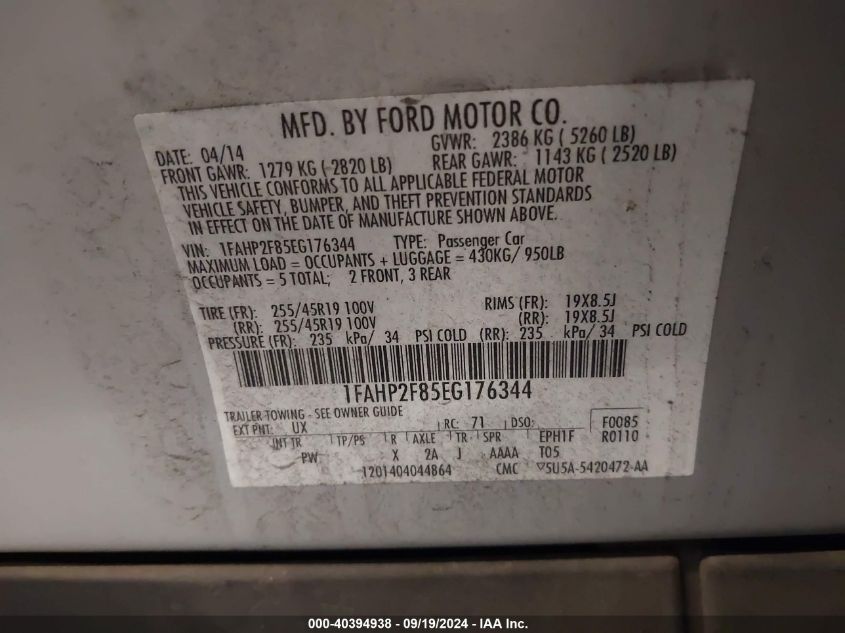 MFD. BY FORD MOTOR CO.
DATE: 04/14 GVWR: 2386 KG ( 5260 LB)
FRONT GAWR: 1279 KG ( 2820 LB) REAR GAWR: 1143 KG ( 2520 LB)
THIS VEHICLE CONFORMS TO ALL APPLICABLE FEDERAL MOTOR
VEHICLE SAFETY, BUMPER, AND THEFT PREVENTION STANDARDS
IN EFFECT ON THE DATE OF MANUFACTURE SHOWN ABOVE.
VIN: 1FAHP2F85EG176344 TYPE: Passenger Car
MAXIMUM LOAD = OCCUPANTS + LUGGAGE = 430KG/ 950LB
OCCUPANTS = 5 TOTAL; 2 FRONT, 3 REAR
TIRE (FR): 255/45R19 100V RIMS (FR): 19X8.5J
(RR): 255/45R19 100V (RR): 19X8.5J
PRESSURE (FR): 235 kPa/ 34 PSI COLD (RR): 235 kPa/ 34 PSI COLD
1FAHP2F85EG176344
TRAILER TOWING - SEE OWNER GUIDE
EXT PNT: UX RC: 71 DSO: F0085
INT TR TP/PS R AXLE TR SPR EPH1F R0110
PW X 2A J AAAA T05
1201404044864 CMC 5U5A-5420472-AA
000-40394938 - 09/19/2024 - IAA Inc.